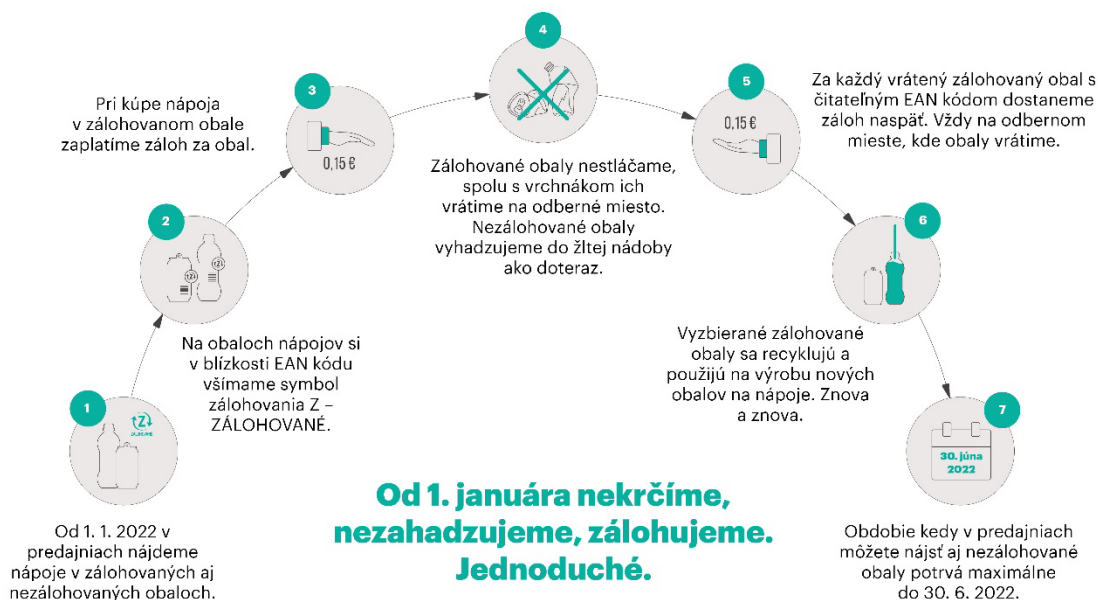 1
Z
ZÁLOHOVANÉ
Od 1. 1. 2022 v
predajniach nájdeme
nápoje v zálohovaných aj
nezálohovaných obaloch.
2
Z
Z
Na obaloch nápojov si
v blízkosti EAN kódu
všímame symbol
zálohovania Z –
ZÁLOHOVANÉ.
3
0,15 €
Pri kúpe nápoja
v zálohovanom obale
zaplatíme záloh za obal.
4
Zálohované obaly nestláčame,
spolu s vrchnákom ich
vrátime na odberné miesto.
Nezálohované obaly
vyhadzujeme do žltej nádoby
ako doteraz.
5
0,15 €
Za každý vrátený zálohovaný obal s
čitateľným EAN kódom dostaneme
záloh naspäť. Vždy na odbernom
mieste, kde obaly vrátime.
6
Vyzbierané zálohované
obaly sa recyklujú a
použijú na výrobu nových
obalov na nápoje. Znova
a znova.
7
30. júna
2022
Obdobie kedy v predajniach
môžete nájsť aj nezálohované
obaly potrvá maximálne
do 30. 6. 2022.
Od 1. januára nekrčíme,
nezahadzujeme, zálohujeme.
Jednoduché.